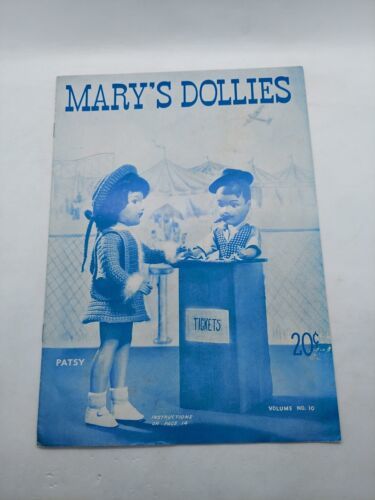 MARY'S DOLLIES
TICKETS
20¢
PATSY
VOLUME NO. 10
INSTRUCTIONS
ON PAGE 14